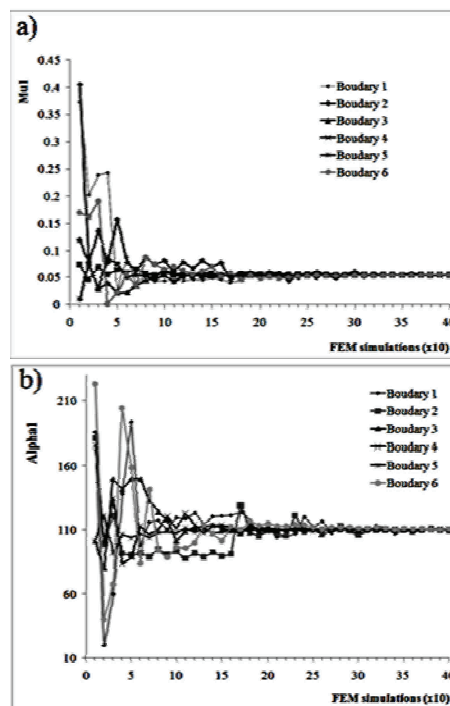 a)
Mu1
0.45
0.4
0.35
0.3
0.25
0.2
0.15
0.1
0.05
0
Boudary 1
Boudary 2
Boudary 3
Boudary 4
Boudary 5
Boudary 6
0 5 10 15 20 25 30 35 40
FEM simulations (x10)
b)
Alpha1
210
160
110
60
10
Boudary 1
Boudary 2
Boudary 3
Boudary 4
Boudary 5
Boudary 6
0 5 10 15 20 25 30 35 40
FEM simulations (x10)